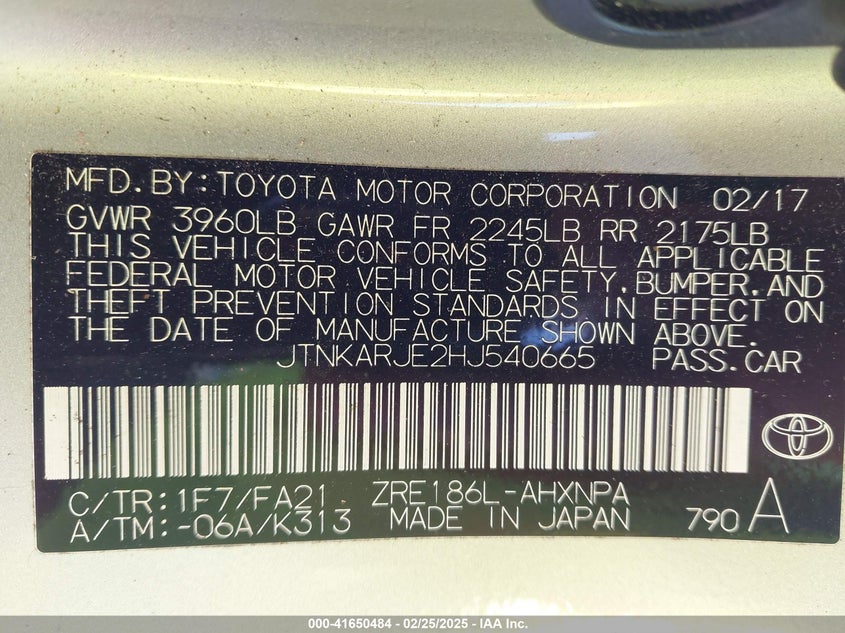 MFD.BY:TOYOTA MOTOR CORPORATION 02/17
GVWR 3960LB GAWR FR 2245LB RR 2175LB
THIS VEHICLE CONFORMS TO ALL APPLICABLE
FEDERAL MOTOR VEHICLE SAFETY,BUMPER,AND
THEFT PREVENTION STANDARDS IN EFFECT ON
THE DATE OF MANUFACTURE SHOWN ABOVE.
JTNKARJE2HJ540665 PASS.CAR
C/TR:1F7/FA21 ZRE186L-AHXNPA
A/TM:-06A/K313 MADE IN JAPAN 790 A
000-41650484 - 02/25/2025 - IAA Inc.